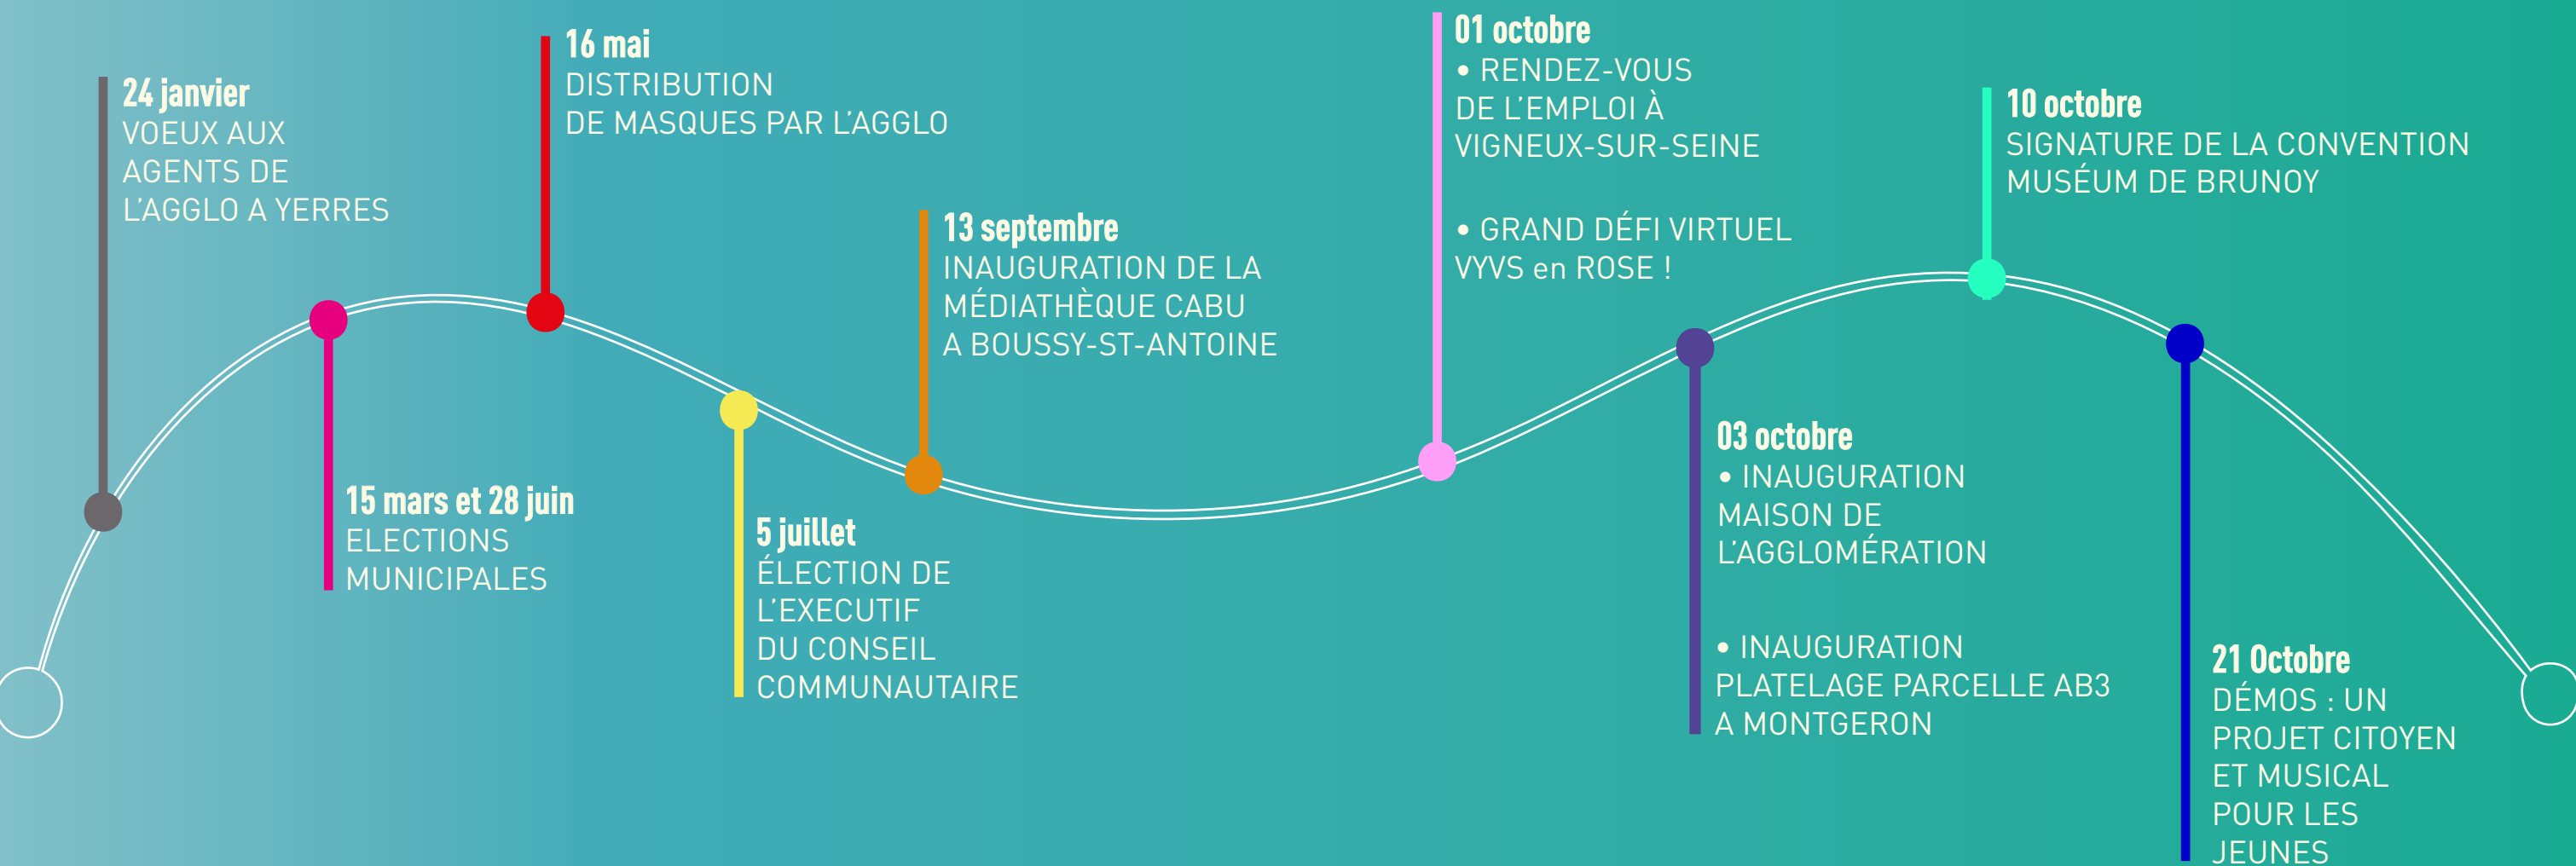 24 janvier
VOEUX AUX
AGENTS DE
L'AGGLO A YERRES
15 mars et 28 juin
ELECTIONS
MUNICIPALES
16 mai
DISTRIBUTION
DE MASQUES PAR L'AGGLO
5 juillet
ÉLECTION DE
L'EXECUTIF
DU CONSEIL
COMMUNAUTAIRE
13 septembre
INAUGURATION DE LA
MÉDIATHÈQUE CABU
A BOUSSY-ST-ANTOINE
01 octobre
• RENDEZ-VOUS
DE L'EMPLOI À
VIGNEUX-SUR-SEINE
• GRAND DÉFI VIRTUEL
VYVS en ROSE !
03 octobre
• INAUGURATION
MAISON DE
L'AGGLOMÉRATION
• INAUGURATION
PLATELAGE PARCELLE AB3
A MONTGERON
10 octobre
SIGNATURE DE LA CONVENTION
MUSÉUM DE BRUNOY
21 Octobre
DÉMOS : UN
PROJET CITOYEN
ET MUSICAL
POUR LES
JEUNES